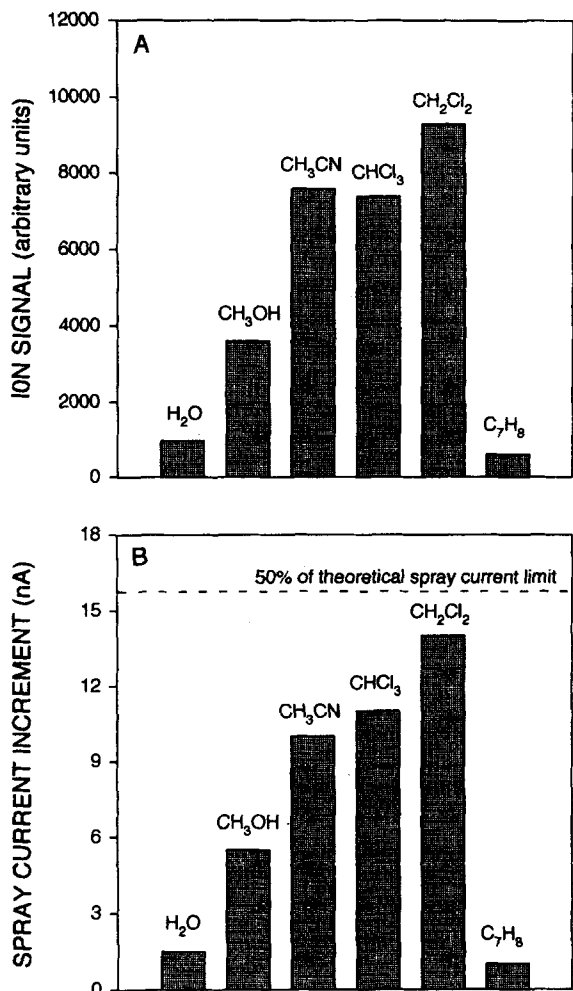 ION SIGNAL (arbitrary units)
12000
10000
8000
6000
4000
2000
0
A
H₂O
CH₃OH
CH₃CN
CHCl₃
CH₂Cl₂
C₇H₈
SPRAY CURRENT INCREMENT (nA)
18
15
12
9
6
3
0
B
50% of theoretical spray current limit
H₂O
CH₃OH
CH₃CN
CHCl₃
CH₂Cl₂
C₇H₈